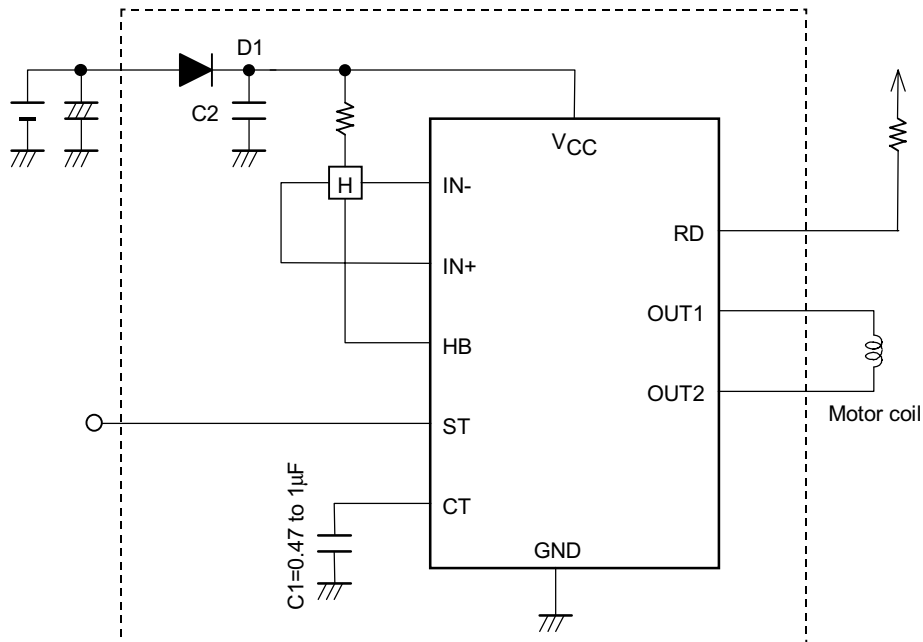 D1
C2
VCC
H
IN-
RD
IN+
OUT1
HB
OUT2
Motor coil
ST
C1=0.47 to 1µF
CT
GND